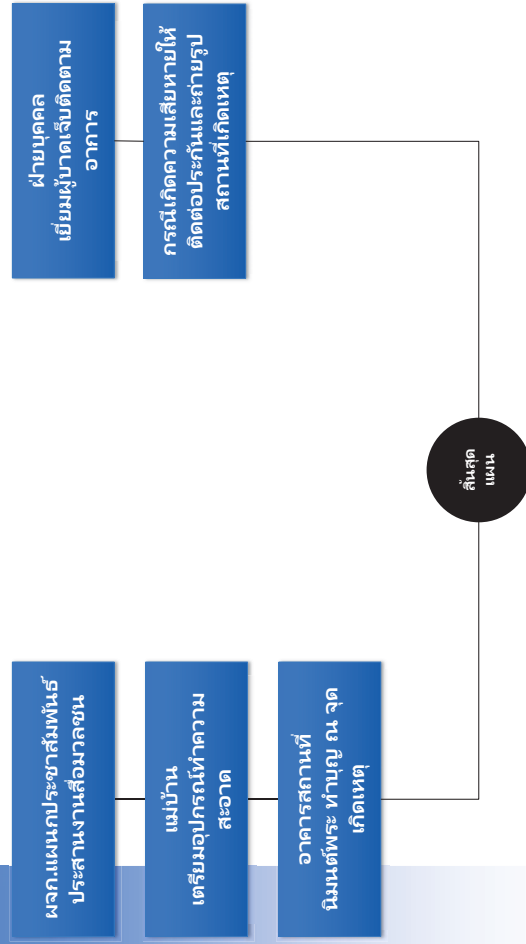 ผจก.แผนกประชาสัมพันธ์
ประสานงานสื่อมวลชน
แม่บ้าน
เตรียมอุปกรณ์ทำความ
สะอาด
อาคารสถานที่
นิมนต์พระ ทำบุญ ณ จุด
เกิดเหตุ
ฝ่ายบุคคล
เยี่ยมผู้บาดเจ็บติดตาม
อาการ
กรณีเกิดความเสียหายให้
ติดต่อประกันและถ่ายรูป
สถานที่เกิดเหตุ
สิ้นสุด
แผน